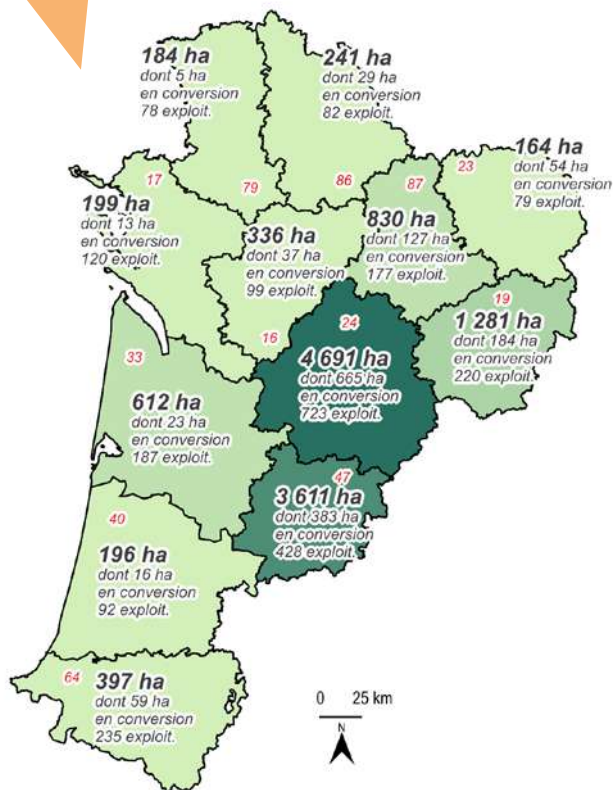 184 ha
dont 5 ha
en conversion
78 exploit.
79
241 ha
dont 29 ha
en conversion
82 exploit.
86
23
164 ha
dont 54 ha
en conversion
79 exploit.
17
199 ha
dont 13 ha
en conversion
120 exploit.
336 ha
dont 37 ha
en conversion
99 exploit.
16
87
830 ha
dont 127 ha
en conversion
177 exploit.
19
1 281 ha
dont 184 ha
en conversion
220 exploit.
24
4 691 ha
dont 665 ha
en conversion
723 exploit.
33
612 ha
dont 23 ha
en conversion
187 exploit.
47
3 611 ha
dont 383 ha
en conversion
428 exploit.
40
196 ha
dont 16 ha
en conversion
92 exploit.
64
397 ha
dont 59 ha
en conversion
235 exploit.
0 25 km
N